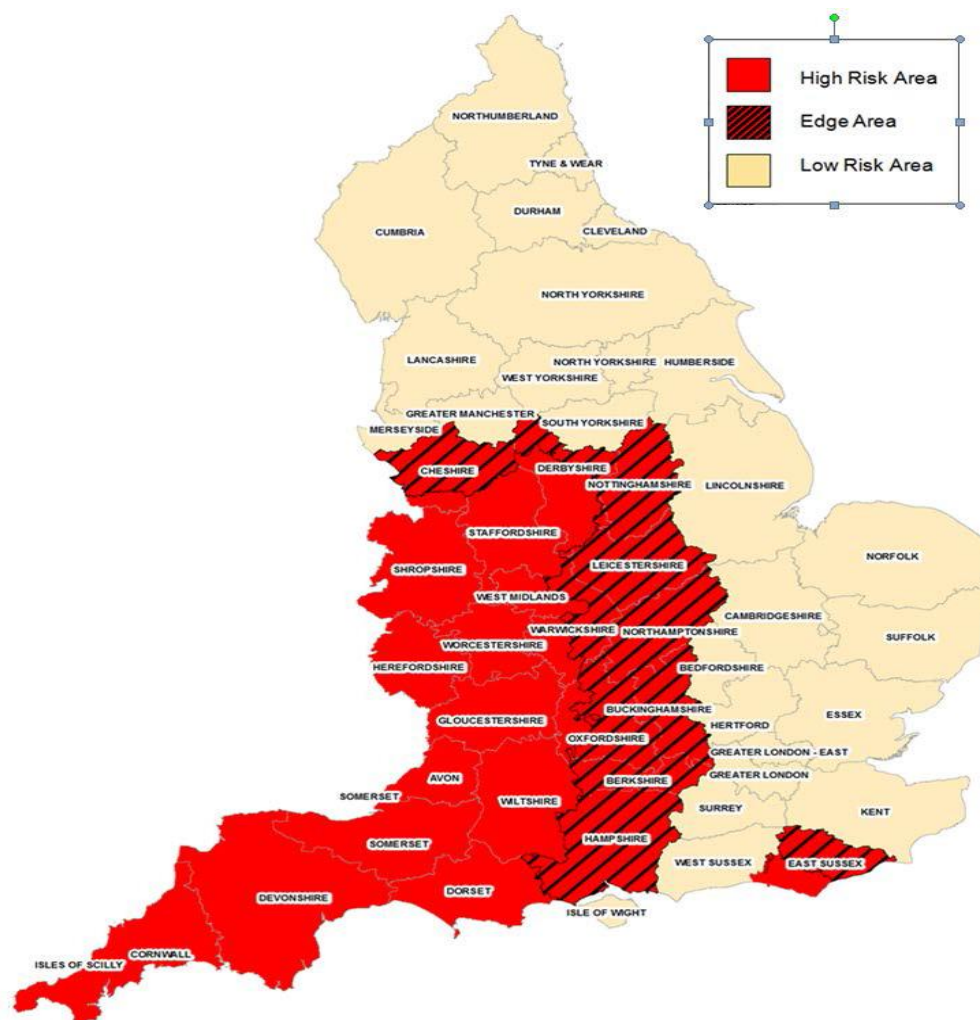 High Risk Area
Edge Area
Low Risk Area
NORTHUMBERLAND
TYNE & WEAR
DURHAM
CLEVELAND
CUMBRIA
NORTH YORKSHIRE
LANCASHIRE
NORTH YORKSHIRE
HUMBERSIDE
WEST YORKSHIRE
GREATER MANCHESTER
SOUTH YORKSHIRE
MERSEYSIDE
CHESHIRE
DERBYSHIRE
NOTTINGHAMSHIRE
LINCOLNSHIRE
STAFFORDSHIRE
NORFOLK
SHROPSHIRE
LEICESTERSHIRE
WEST MIDLANDS
CAMBRIDGESHIRE
WARWICKSHIRE
NORTHAMPTONSHIRE
SUFFOLK
WORCESTERSHIRE
HEREFORDSHIRE
BEDFORDSHIRE
BUCKINGHAMSHIRE
ESSEX
GLOUCESTERSHIRE
HERTFORD
OXFORDSHIRE
GREATER LONDON - EAST
AVON
BERKSHIRE
GREATER LONDON
SOMERSET
WILTSHIRE
SURREY
KENT
SOMERSET
HAMPSHIRE
WEST SUSSEX
EAST SUSSEX
DEVONSHIRE
DORSET
ISLE OF WIGHT
CORNWALL
ISLES OF SCILLY